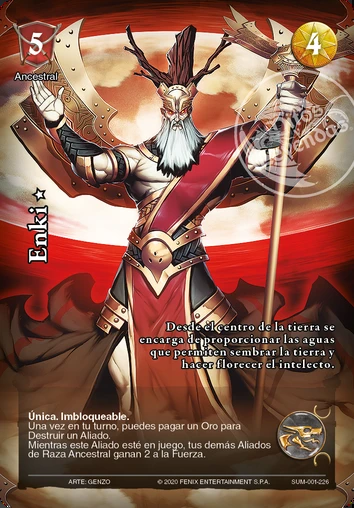 5
4
Ancestral
Enki
Desde el centro de la tierra se
encarga de proporcionar las aguas
que permiten sembrar la tierra y
hacer florecer el intelecto.
Única. Imbloqueable.
Una vez en tu turno, puedes pagar un Oro para
Destruir un Aliado.
Mientras este Aliado esté en juego, tus demás Aliados
de Raza Ancestral ganan 2 a la Fuerza.
ARTE: GENZO
© 2020 FENIX ENTERTAINMENT S.P.A.
SUM-001-226